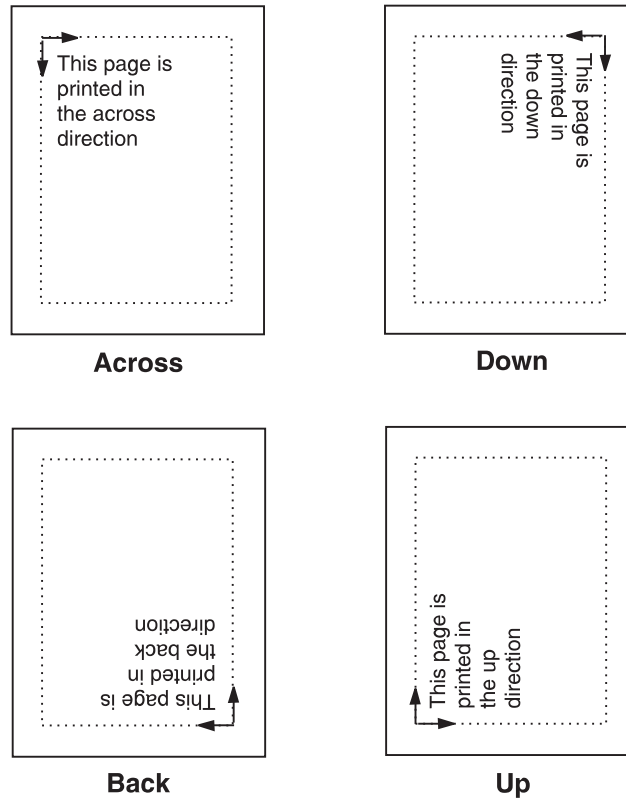 This page is
printed in
the across
direction
Across
This page is
printed in
the down
direction
Down
This page is
printed in
the back
direction
Back
This page is
printed in
the up
direction
Up